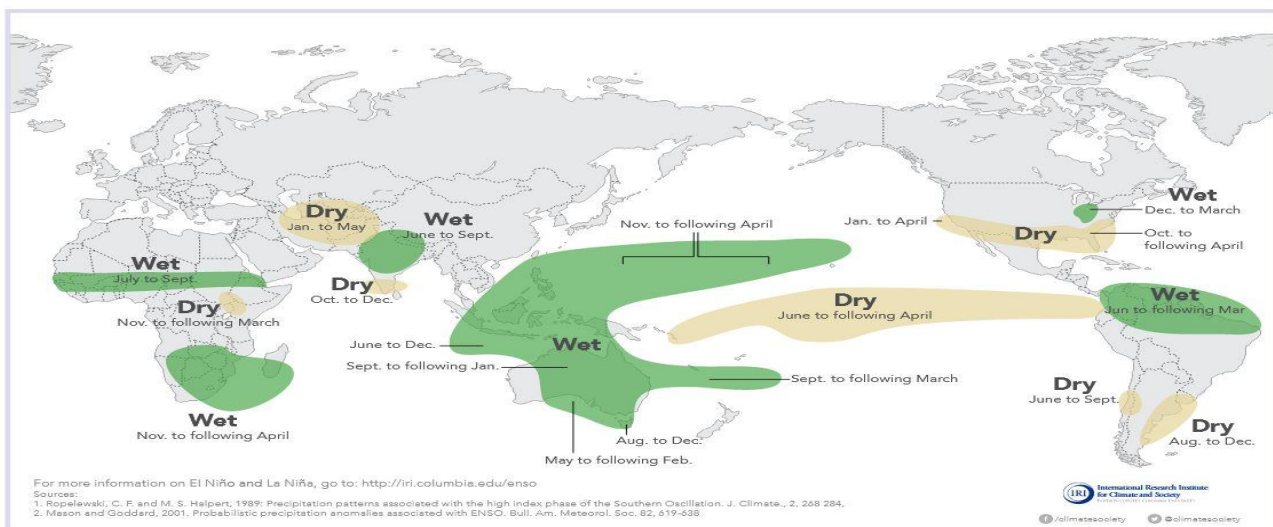 Wet
Dec. to March
Nov. to following April
Jan. to April
Oct. to
following April
Dry
Dry
Jan. to May
Wet
June to Sept.
Wet
July to Sept.
Dry
Oct. to Dec.
Dry
Nov. to following March
Dry
June to following April
Wet
Jun to following Mar
June to Dec.
Wet
Sept. to following Jan.
Sept. to following March
Wet
Nov. to following April
Aug. to Dec.
May to following Feb.
Dry
June to Sept.
Dry
Aug. to Dec.
For more information on El Niño and La Niña, go to: http://iri.columbia.edu/enso
Sources:
1. Ropelewski, C. F. and M. S. Halpert, 1989: Precipitation patterns associated with the high index phase of the Southern Oscillation. J. Climate., 2, 268 284,
2. Mason and Goddard, 2001. Probabilistic precipitation anomalies associated with ENSO. Bull. Am. Meteorol. Soc. 82, 619-638
IRI
International Research Institute
for Climate and Society
/climatesociety
@climatesociety